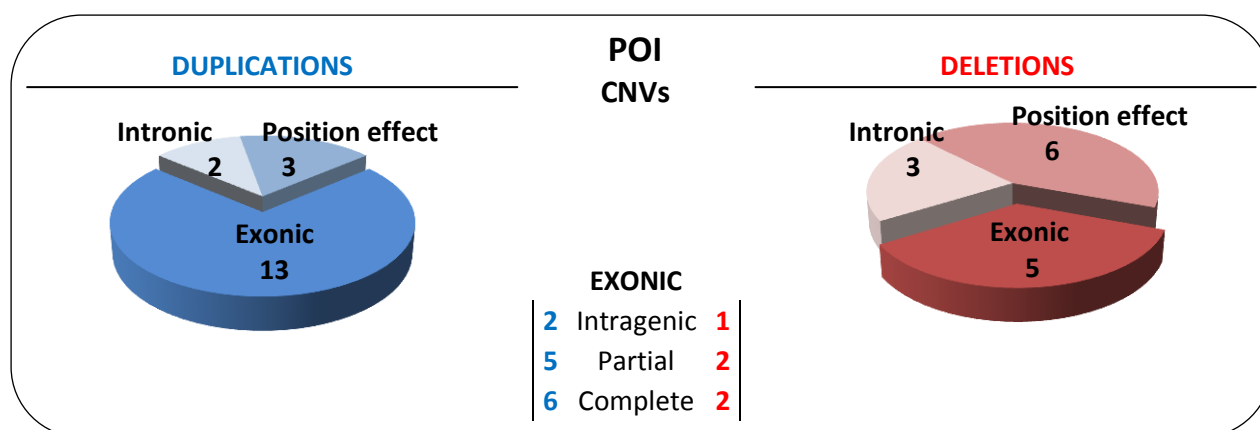 POI
CNVs
DUPLICATIONS
Intronic
2
Position effect
3
Exonic
13
DELETIONS
Intronic
3
Position effect
6
Exonic
5
EXONIC
2 Intragenic 1
5 Partial 2
6 Complete 2